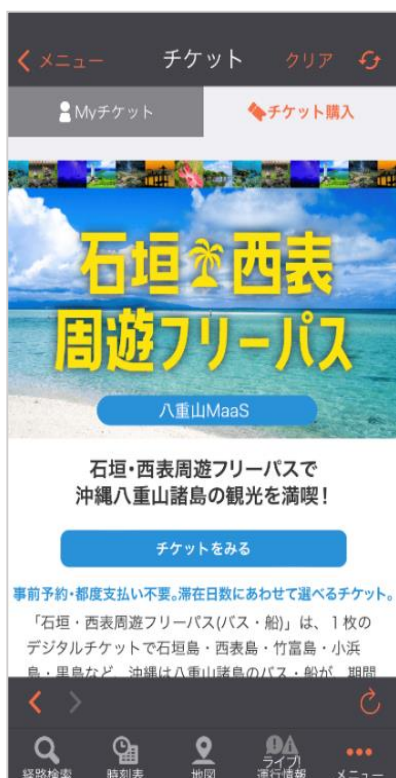 メニュー チケット クリア
Myチケット チケット購入
石垣 西表
周遊フリーパス
八重山MaaS
石垣・西表周遊フリーパスで
沖縄八重山諸島の観光を満喫！
チケットをみる
事前予約・都度支払い不要。滞在日数にあわせて選べるチケット。
「石垣・西表周遊フリーパス(バス・船)」は、1枚の
デジタルチケットで石垣島・西表島・竹富島・小浜
島・黒島など、沖縄は八重山諸島のバス・船が、期間
経路検索 時刻表 地図 ライブ!運行情報 メニュー